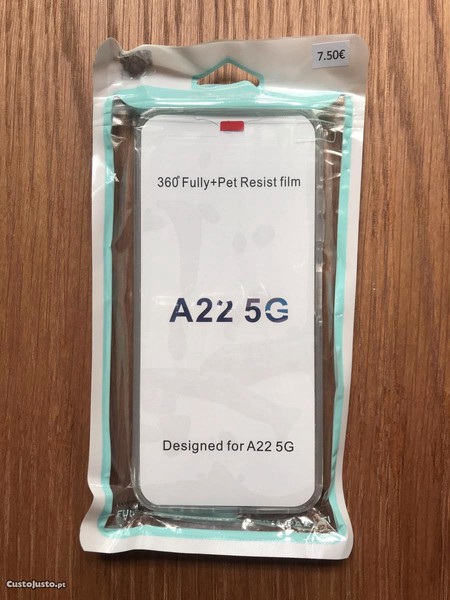 7.50€
360°Fully+Pet Resist film
A22 5G
Designed for A22 5G
CustoJusto.pt